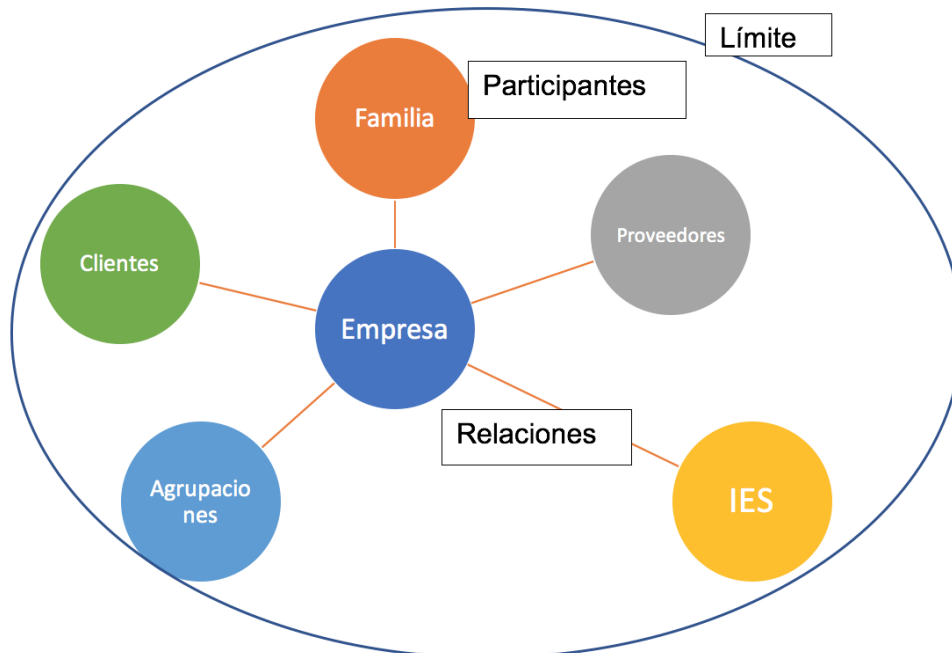 Límite
Participantes
Familia
Proveedores
Clientes
Empresa
Relaciones
Agrupacio
nes
IES